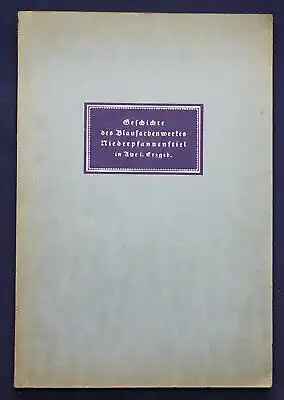 Geschichte
des Blaufarbenwerkes
Niederpfannenstiel
in Aue i. Erzgeb.